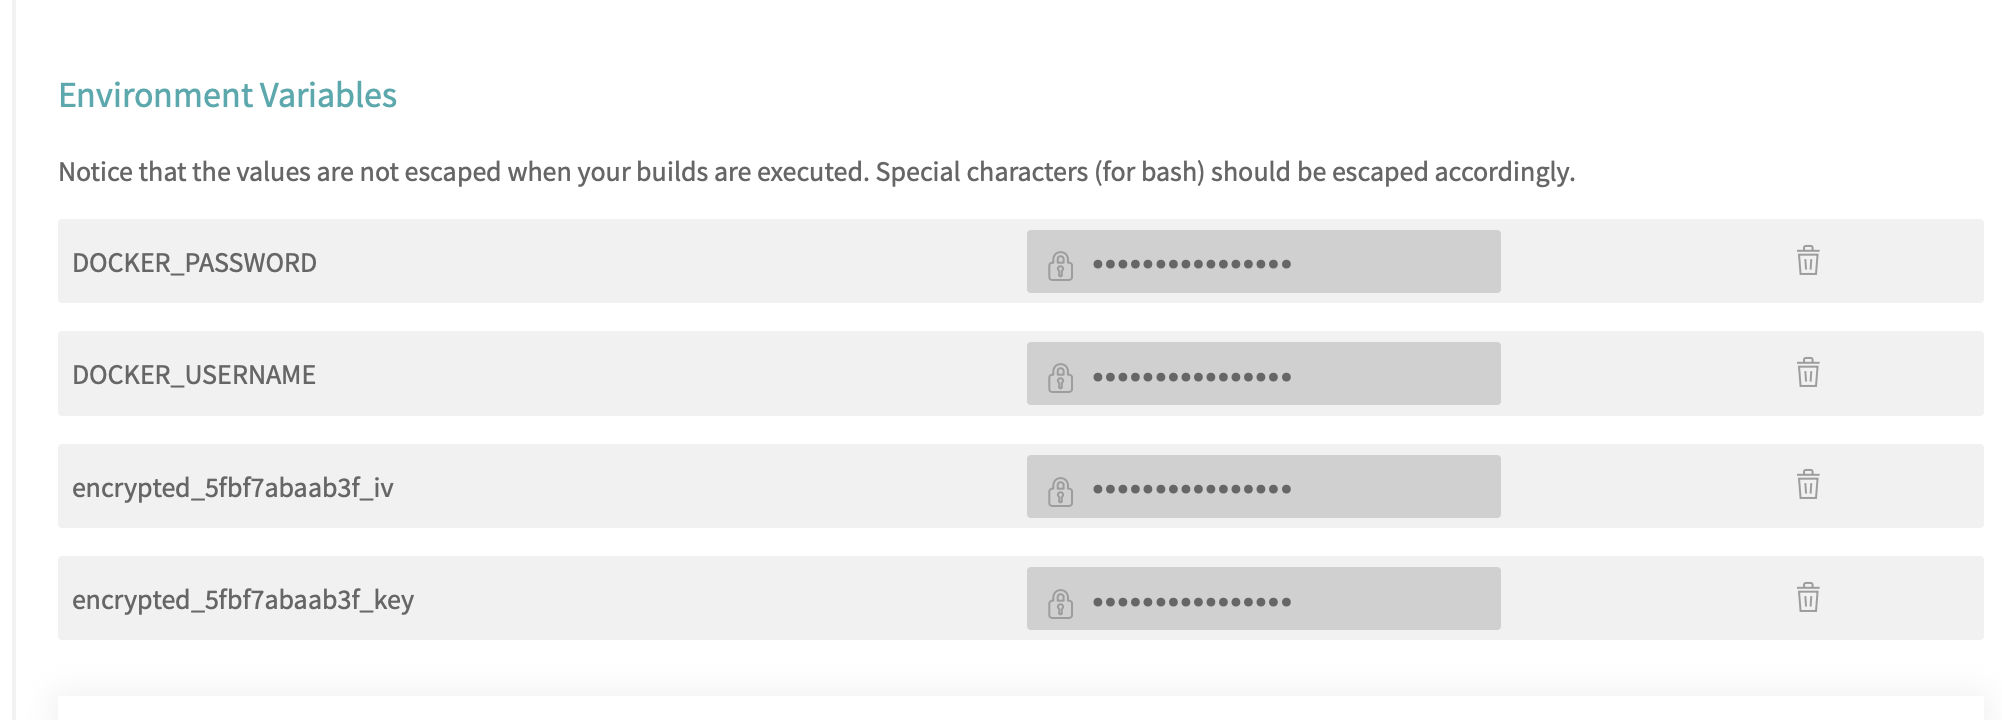 Environment Variables
Notice that the values are not escaped when your builds are executed. Special characters (for bash) should be escaped accordingly.
DOCKER_PASSWORD ••••••••••••••••
DOCKER_USERNAME ••••••••••••••••
encrypted_5fbf7abaab3f_iv ••••••••••••••••
encrypted_5fbf7abaab3f_key ••••••••••••••••